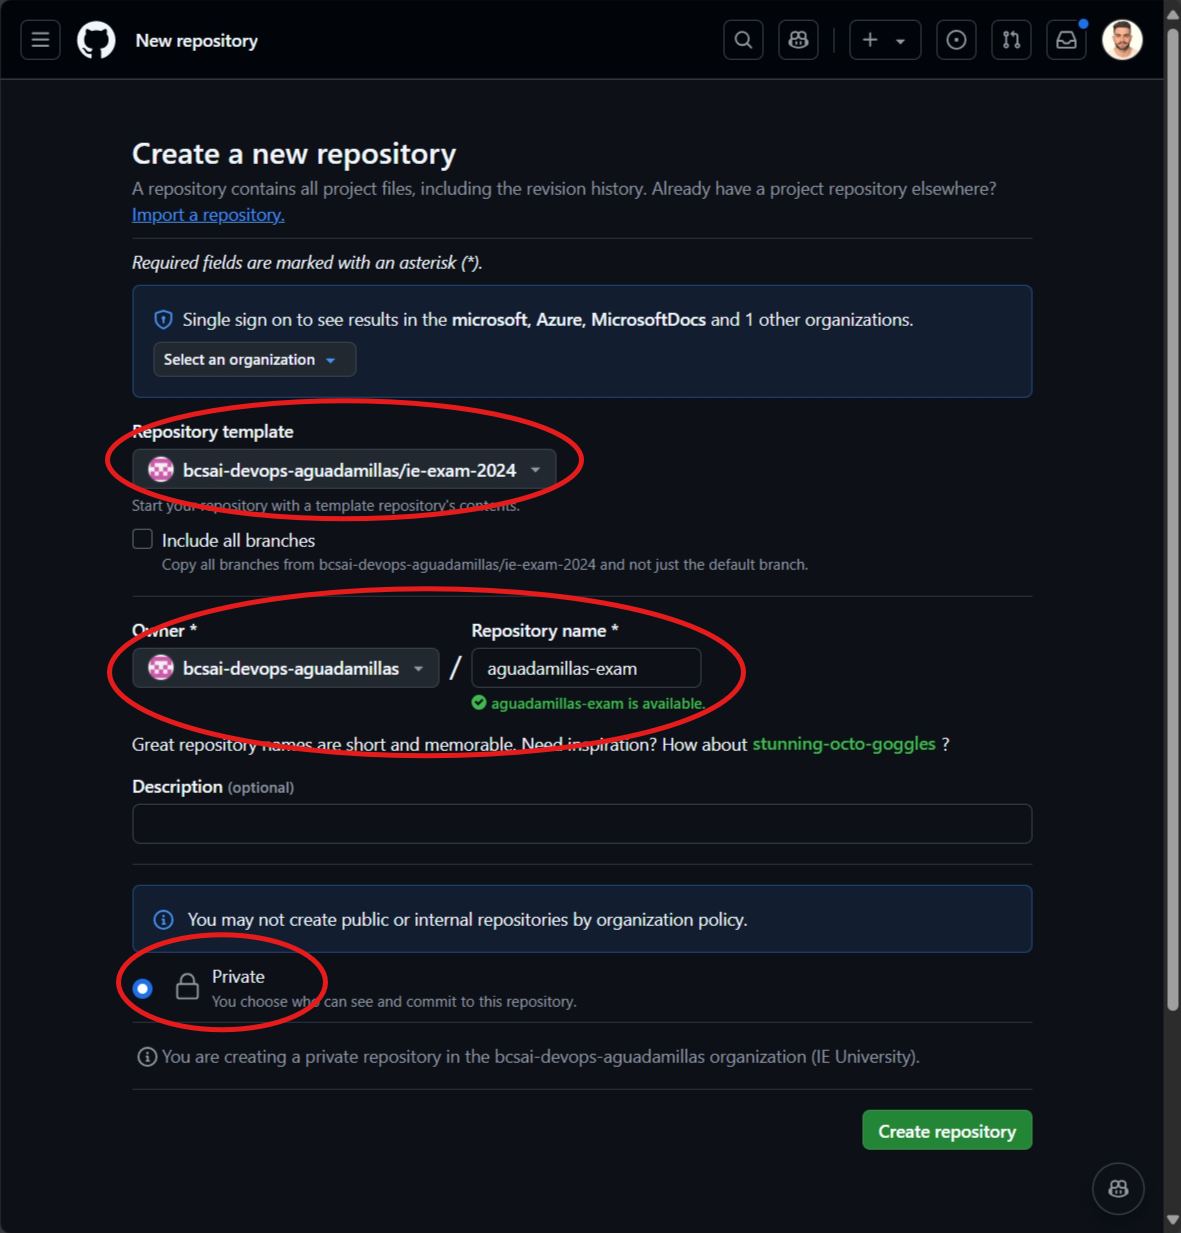 New repository
Create a new repository
A repository contains all project files, including the revision history. Already have a project repository elsewhere?
Import a repository.
Required fields are marked with an asterisk (*).
Single sign on to see results in the microsoft, Azure, MicrosoftDocs and 1 other organizations.
Select an organization
Repository template
bcsai-devops-aguadamillas/ie-exam-2024
Start your repository with a template repository's contents.
Include all branches
Copy all branches from bcsai-devops-aguadamillas/ie-exam-2024 and not just the default branch.
Owner * Repository name *
bcsai-devops-aguadamillas / aguadamillas-exam
aguadamillas-exam is available.
Great repository names are short and memorable. Need inspiration? How about stunning-octo-goggles ?
Description (optional)
You may not create public or internal repositories by organization policy.
Private
You choose who can see and commit to this repository.
You are creating a private repository in the bcsai-devops-aguadamillas organization (IE University).
Create repository